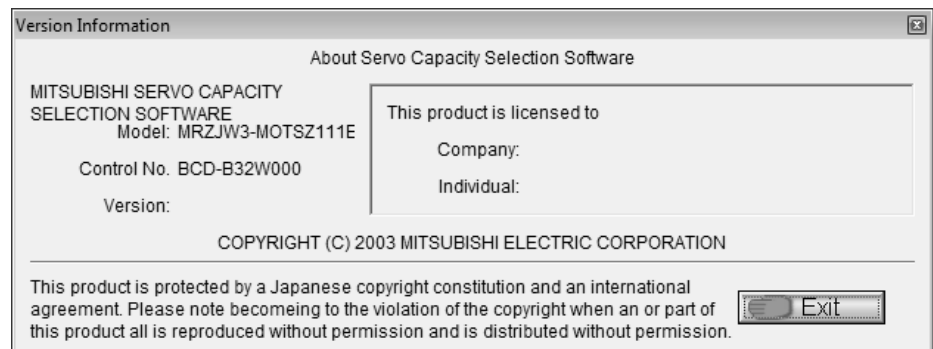 Version Information
About Servo Capacity Selection Software
MITSUBISHI SERVO CAPACITY
SELECTION SOFTWARE
Model: MRZJW3-MOTSZ111E
Control No. BCD-B32W000
Version:
This product is licensed to
Company:
Individual:
COPYRIGHT (C) 2003 MITSUBISHI ELECTRIC CORPORATION
This product is protected by a Japanese copyright constitution and an international
agreement. Please note becomeing to the violation of the copyright when an or part of
this product all is reproduced without permission and is distributed without permission.
Exit